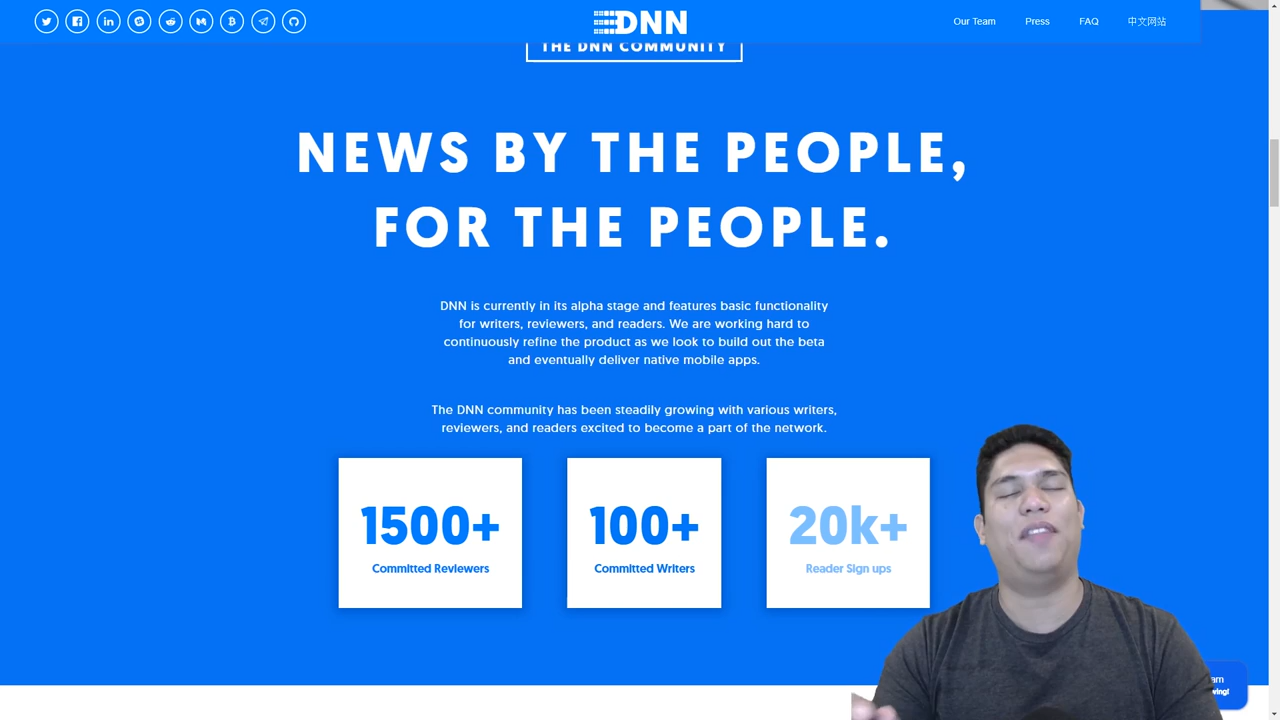 DNN
Our Team
Press
FAQ
中文网站
THE DNN COMMUNITY
NEWS BY THE PEOPLE,
FOR THE PEOPLE.
DNN is currently in its alpha stage and features basic functionality
for writers, reviewers, and readers. We are working hard to
continuously refine the product as we look to build out the beta
and eventually deliver native mobile apps.
The DNN community has been steadily growing with various writers,
reviewers, and readers excited to become a part of the network.
1500+
Committed Reviewers
100+
Committed Writers
20k+
Reader Sign ups